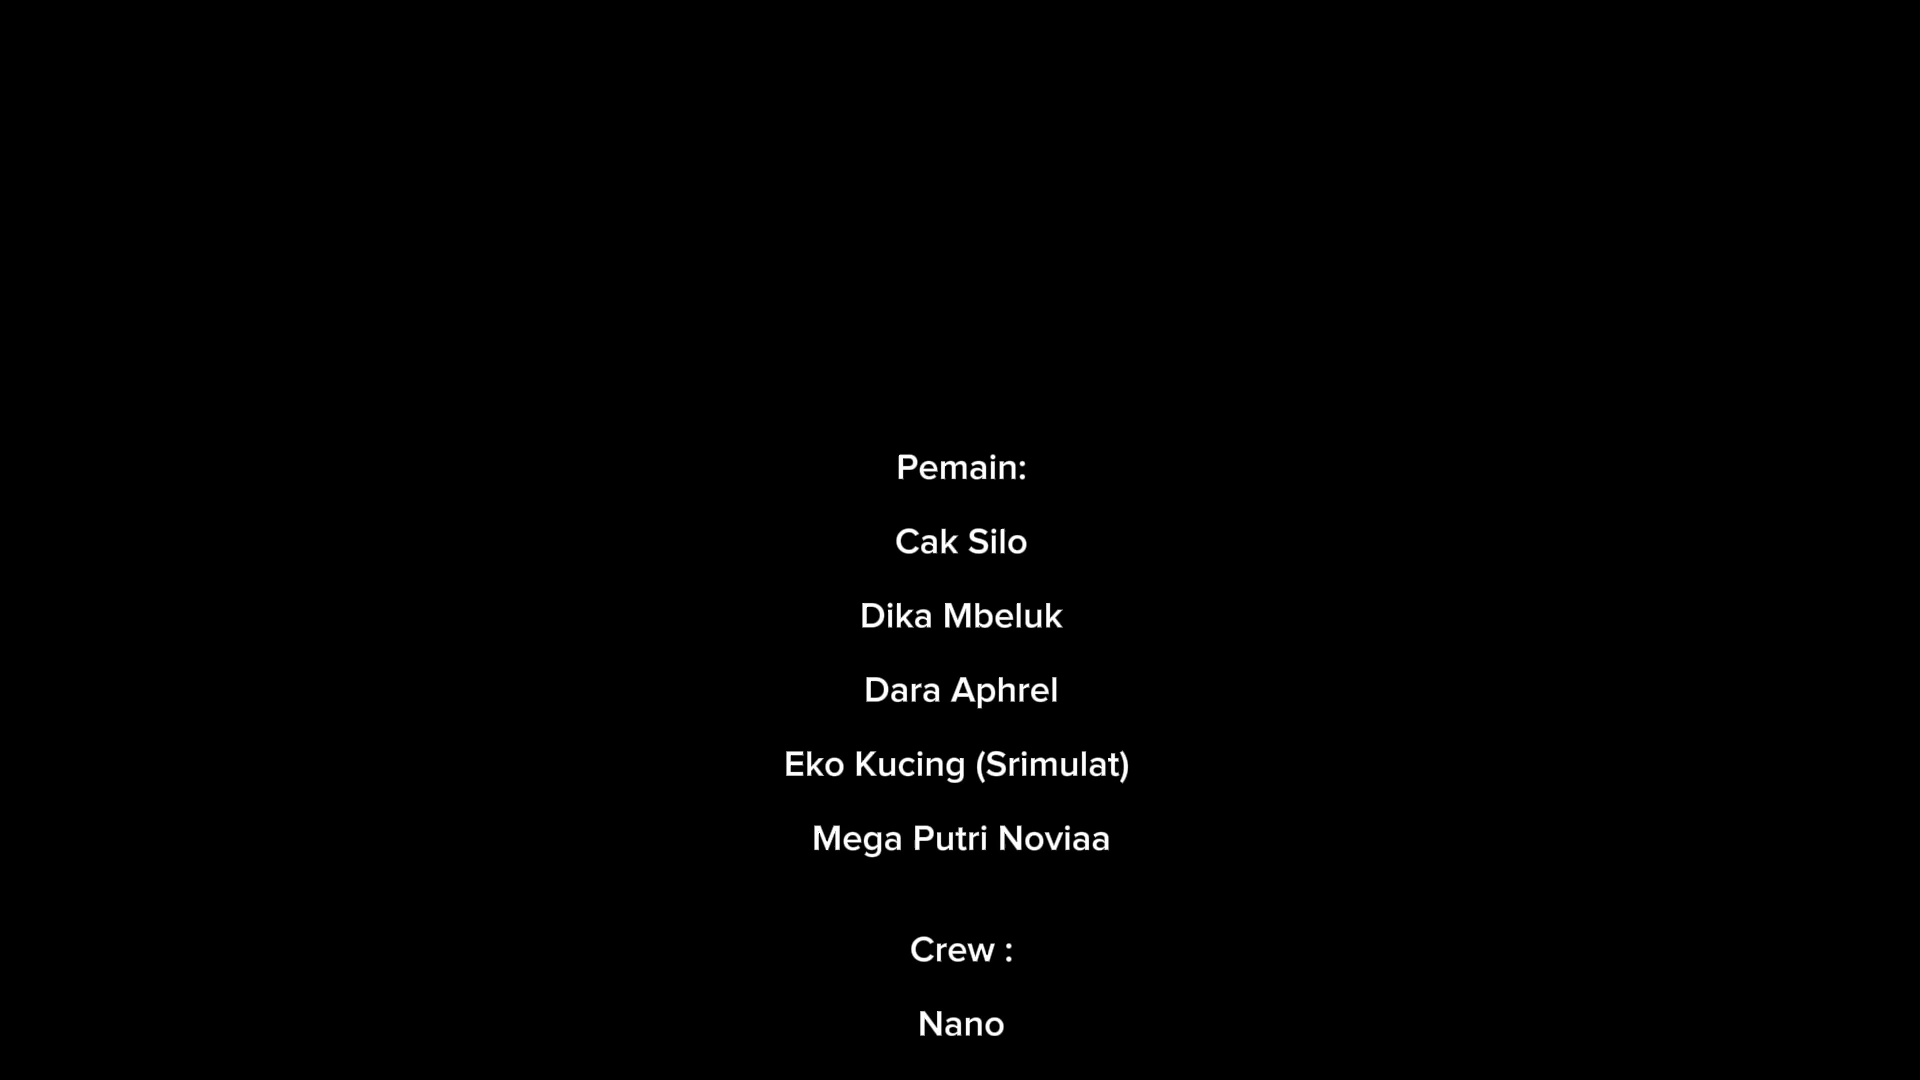 Pemain:
Cak Silo
Dika Mbeluk
Dara Aphrel
Eko Kucing (Srimulat)
Mega Putri Noviaa
Crew :
Nano